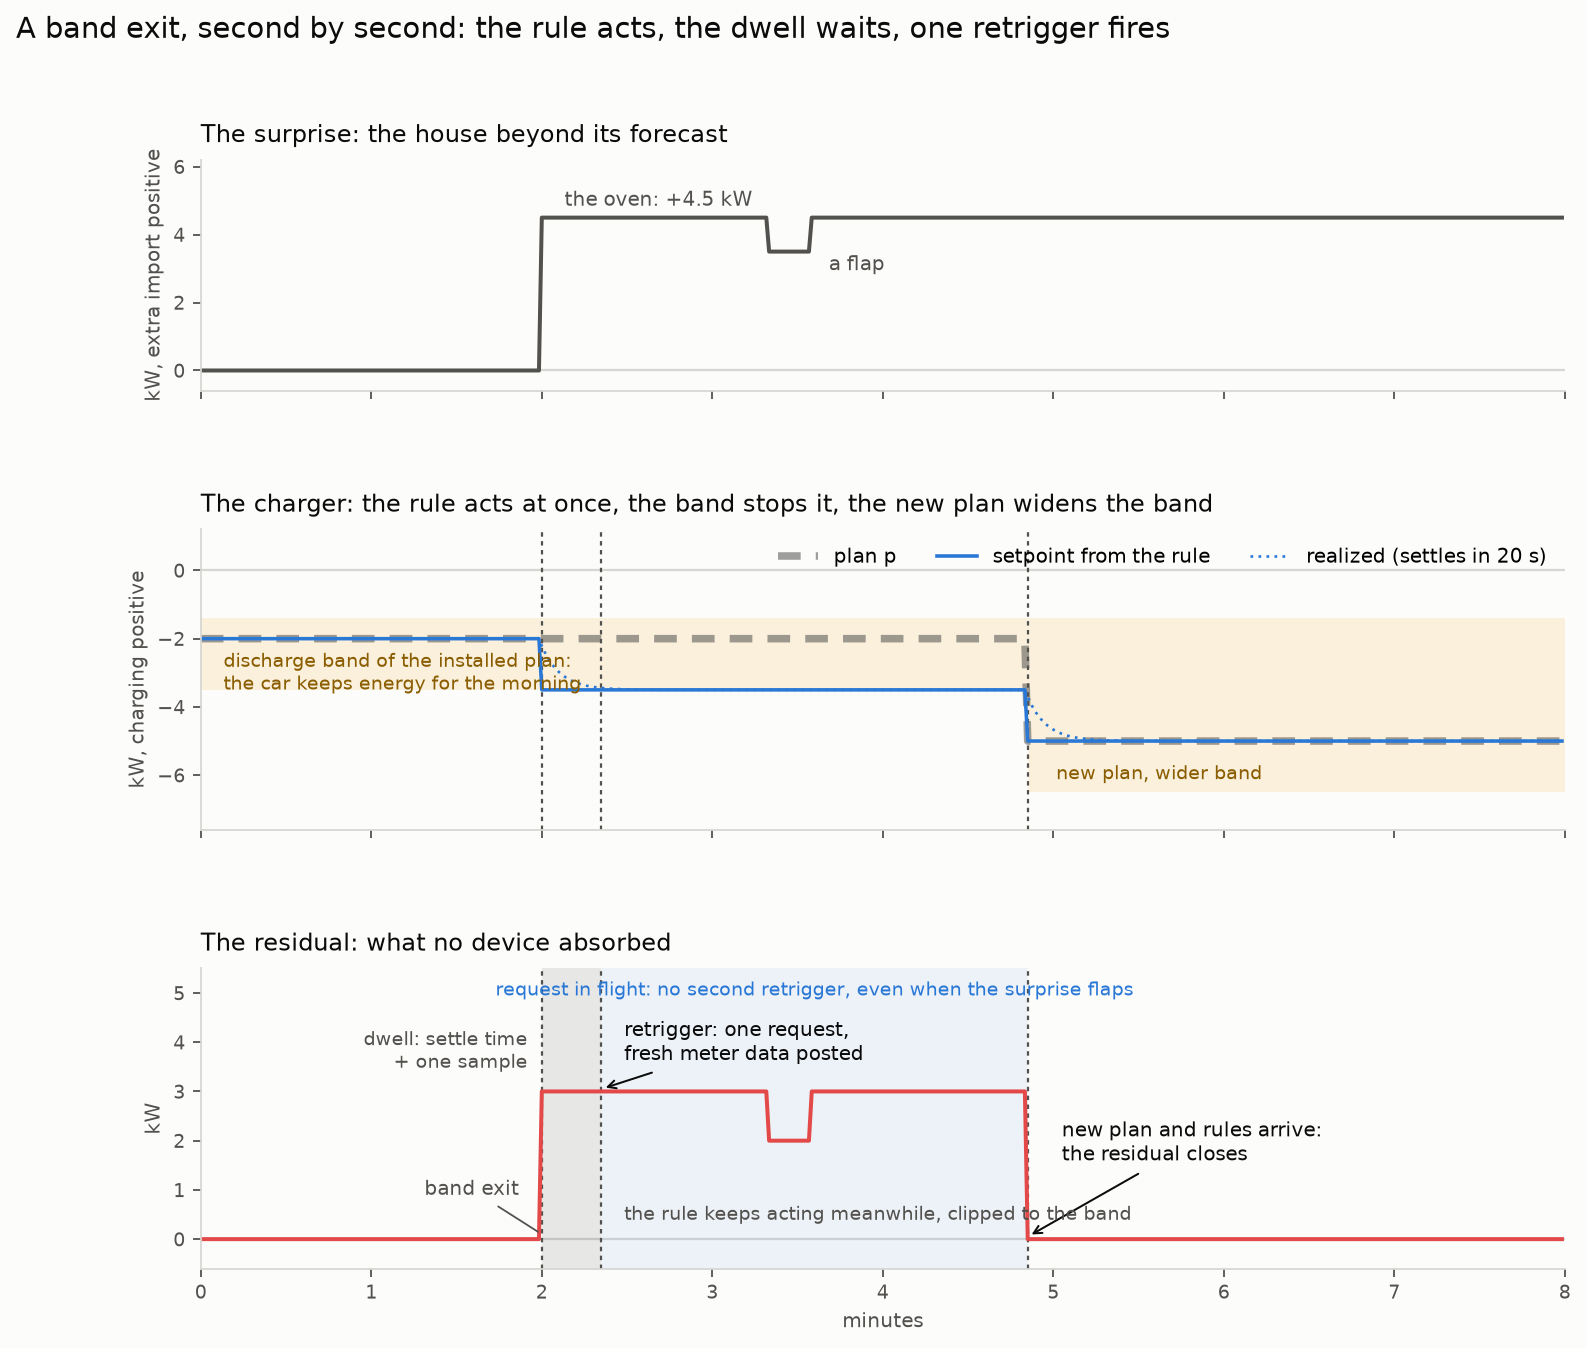 A band exit, second by second: the rule acts, the dwell waits, one retrigger fires
The surprise: the house beyond its forecast
kW, extra import positive
6
4
2
0
the oven: +4.5 kW
a flap
The charger: the rule acts at once, the band stops it, the new plan widens the band
kW, charging positive
0
−2
−4
−6
plan p
setpoint from the rule
realized (settles in 20 s)
discharge band of the installed plan:
the car keeps energy for the morning
new plan, wider band
The residual: what no device absorbed
kW
5
4
3
2
1
0
request in flight: no second retrigger, even when the surprise flaps
dwell: settle time
+ one sample
retrigger: one request,
fresh meter data posted
new plan and rules arrive:
the residual closes
band exit
the rule keeps acting meanwhile, clipped to the band
0
1
2
3
4
5
6
7
8
minutes